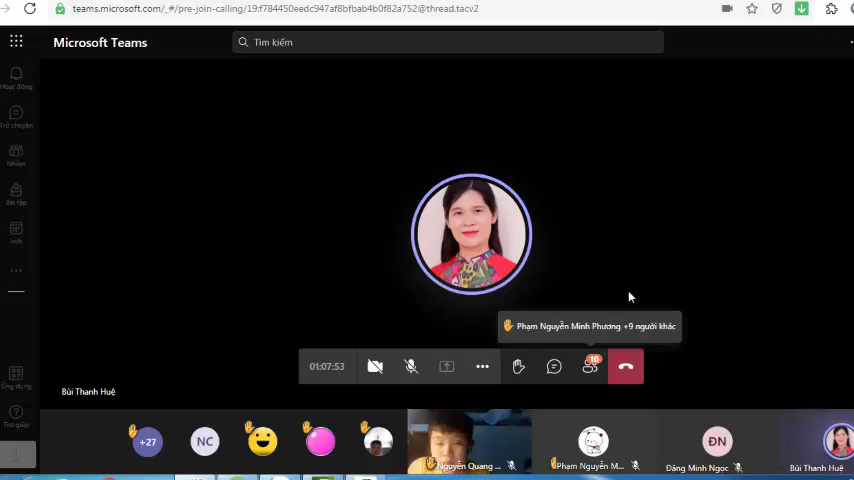 teams.microsoft.com/_#/pre-join-calling/19:f784450eedc947af8bfbab4b0f82a752@thread.tacv2
Microsoft Teams
Tìm kiếm
Hoạt động
Trò chuyện
Nhóm
Bài tập
Lịch
Phạm Nguyễn Minh Phương +9 người khác
01:07:53
10
Ứng dụng
Bùi Thanh Huệ
Trợ giúp
+27
NC
ĐN
Nguyễn Quang ...
Phạm Nguyễn M...
Đặng Minh Ngọc
Bùi Thanh Huệ